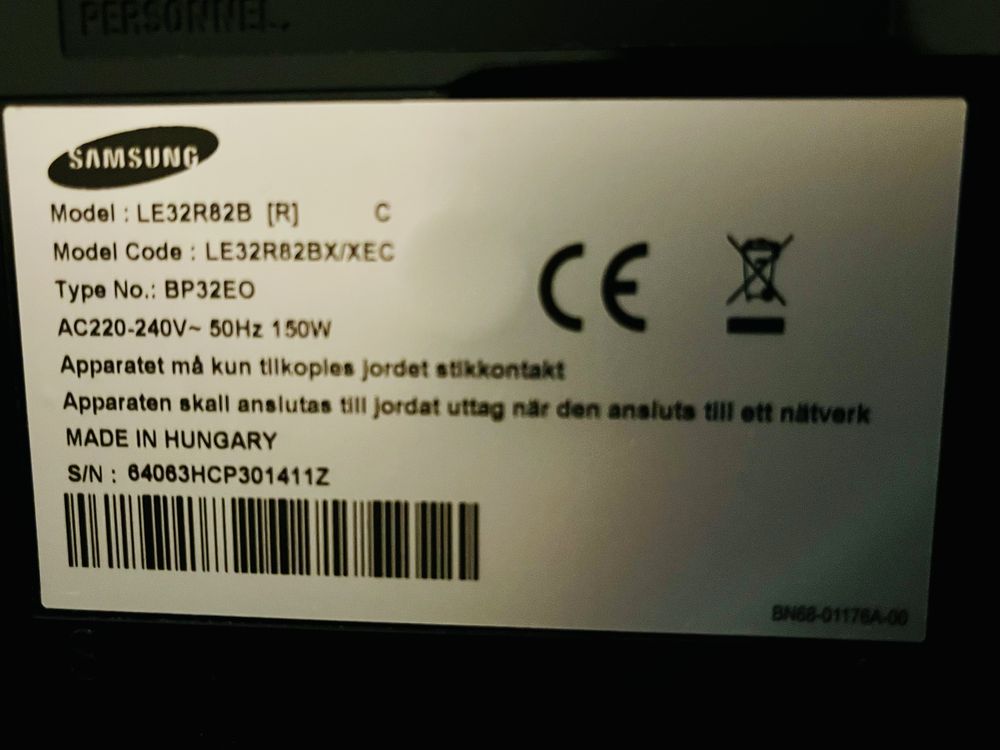 PERSONNEL.
SAMSUNG
Model : LE32R82B [R] C
Model Code : LE32R82BX/XEC
Type No.: BP32EO
AC220-240V~ 50Hz 150W
Apparatet må kun tilkoples jordet stikkontakt
Apparaten skall anslutas till jordat uttag när den ansluts till ett nätverk
MADE IN HUNGARY
S/N : 64063HCP301411Z
CE
BN68-01176A-00